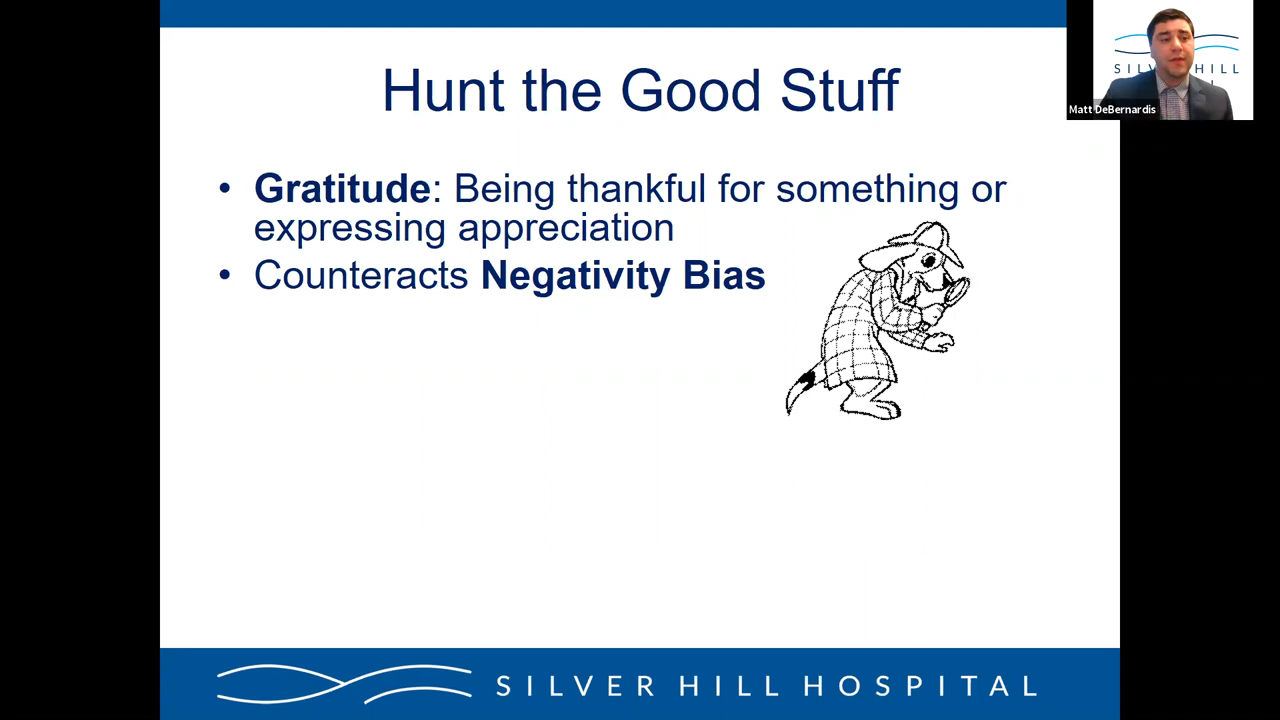 Hunt the Good Stuff
• Gratitude: Being thankful for something or
expressing appreciation
• Counteracts Negativity Bias
SILVER HILL
Matt DeBernardis
SILVER HILL HOSPITAL